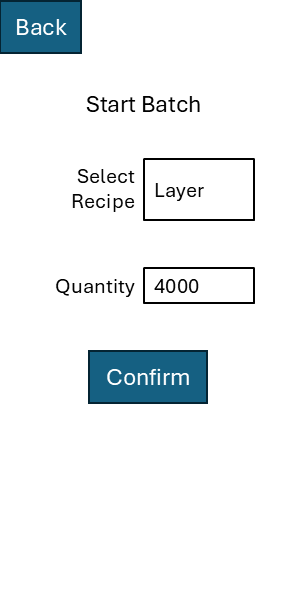 Back
Start Batch
Select
Recipe
Layer
Quantity
4000
Confirm